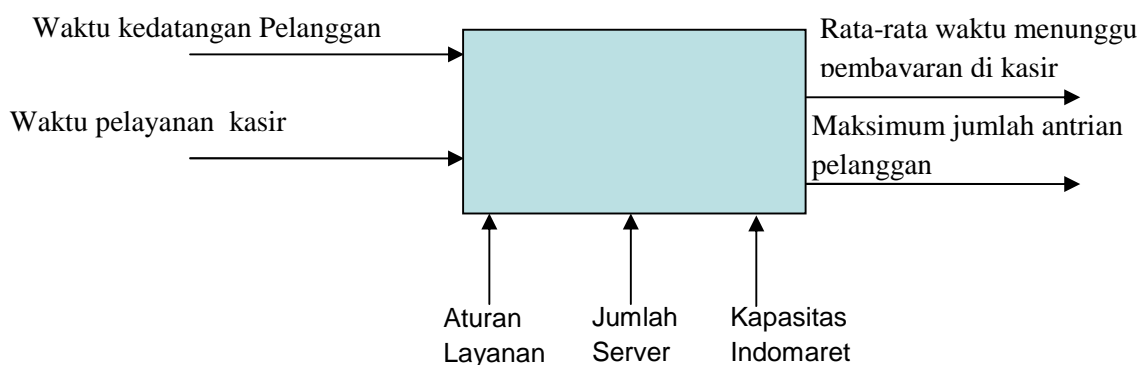 Waktu kedatangan Pelanggan
Waktu pelayanan kasir
Rata-rata waktu menunggu
pembayaran di kasir
Maksimum jumlah antrian
pelanggan
Aturan
Layanan
Jumlah
Server
Kapasitas
Indomaret